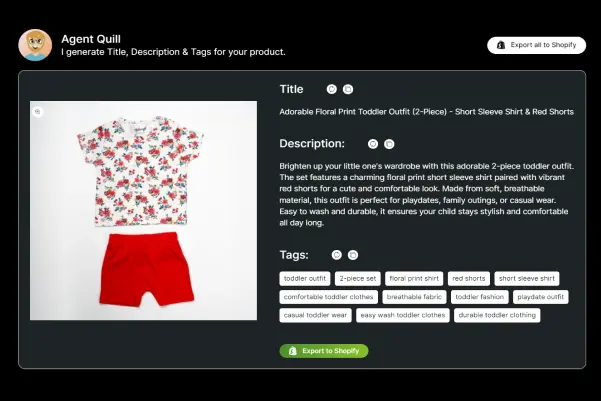 Agent Quill
I generate Title, Description & Tags for your product.
Export all to Shopify
Title
Adorable Floral Print Toddler Outfit (2-Piece) - Short Sleeve Shirt & Red Shorts
Description:
Brighten up your little one's wardrobe with this adorable 2-piece toddler outfit.
The set features a charming floral print short sleeve shirt paired with vibrant
red shorts for a cute and comfortable look. Made from soft, breathable
material, this outfit is perfect for playdates, family outings, or casual wear.
Easy to wash and durable, it ensures your child stays stylish and comfortable
all day long.
Tags:
toddler outfit 2-piece set floral print shirt red shorts short sleeve shirt
comfortable toddler clothes breathable fabric toddler fashion playdate outfit
casual toddler wear easy wash toddler clothes durable toddler clothing
Export to Shopify